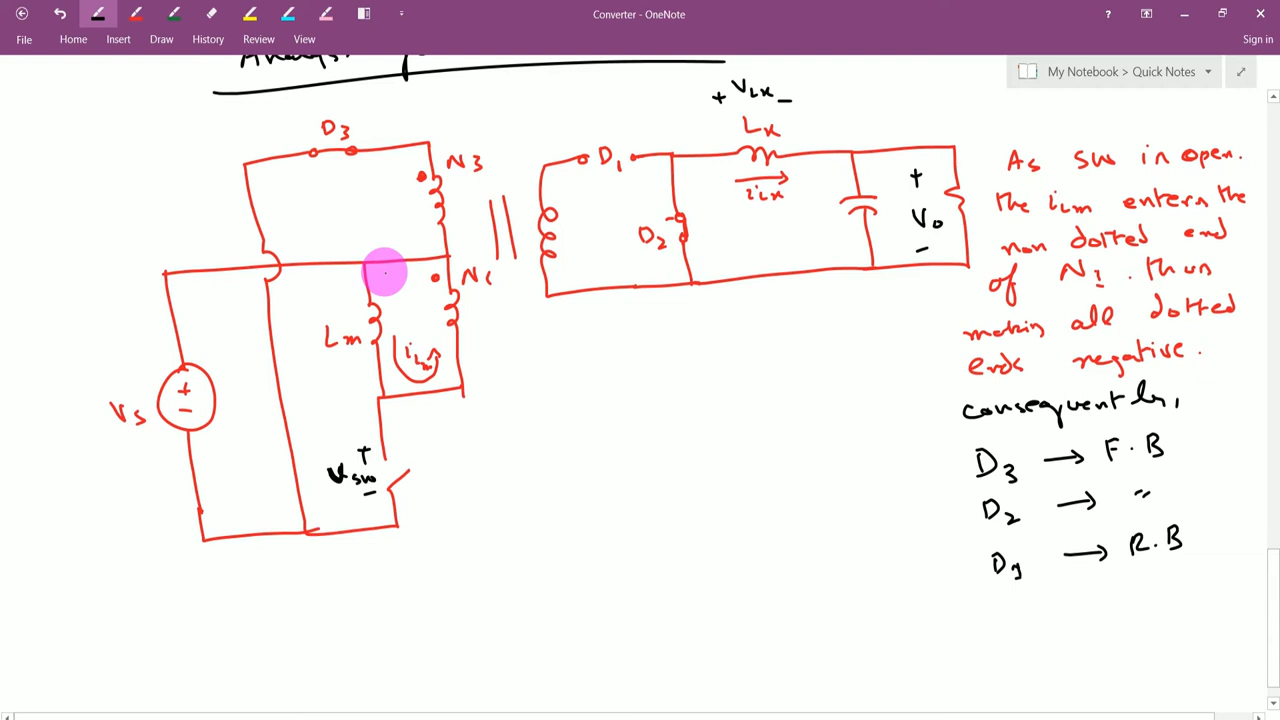 Converter - OneNote
?
File
Home
Insert
Draw
History
Review
View
Sign in
My Notebook > Quick Notes
+ VLx -
D3
N3
Lx
D1
iLx
D2
+
Vo
-
N1
Lm
iLm
Vs
+
-
+
Vsw
-
As sw in open.
the iLm enters the
non dotted end
of N1. thus
making all dotted
ends negative.
consequently,
D3 → F.B
D2 → "
D1 → R.B